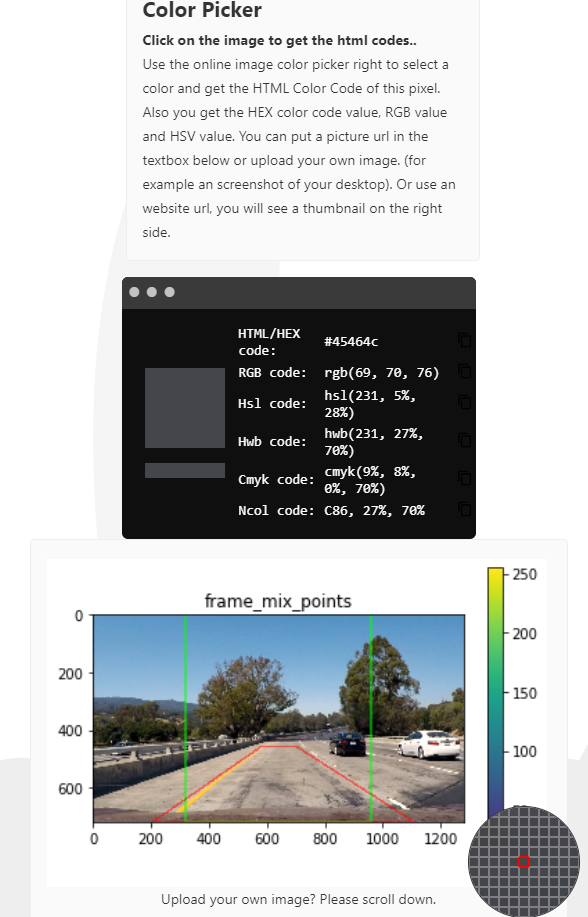 Color Picker
Click on the image to get the html codes..
Use the online image color picker right to select a
color and get the HTML Color Code of this pixel.
Also you get the HEX color code value, RGB value
and HSV value. You can put a picture url in the
textbox below or upload your own image. (for
example an screenshot of your desktop). Or use an
website url, you will see a thumbnail on the right
side.
HTML/HEX
code:
#45464c
RGB code:
rgb(69, 70, 76)
Hsl code:
hsl(231, 5%,
28%)
Hwb code:
hwb(231, 27%,
70%)
Cmyk code:
cmyk(9%, 8%,
0%, 70%)
Ncol code:
C86, 27%, 70%
frame_mix_points
0
200
400
600
0
200
400
600
800
1000
1200
250
200
150
100
Upload your own image? Please scroll down.